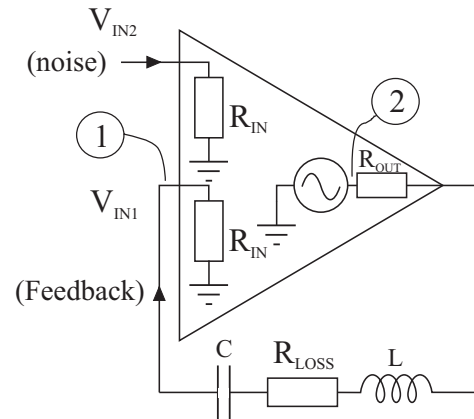 V_IN2
(noise)
R_IN
1
2
R_OUT
V_IN1
R_IN
(Feedback)
C
R_LOSS
L